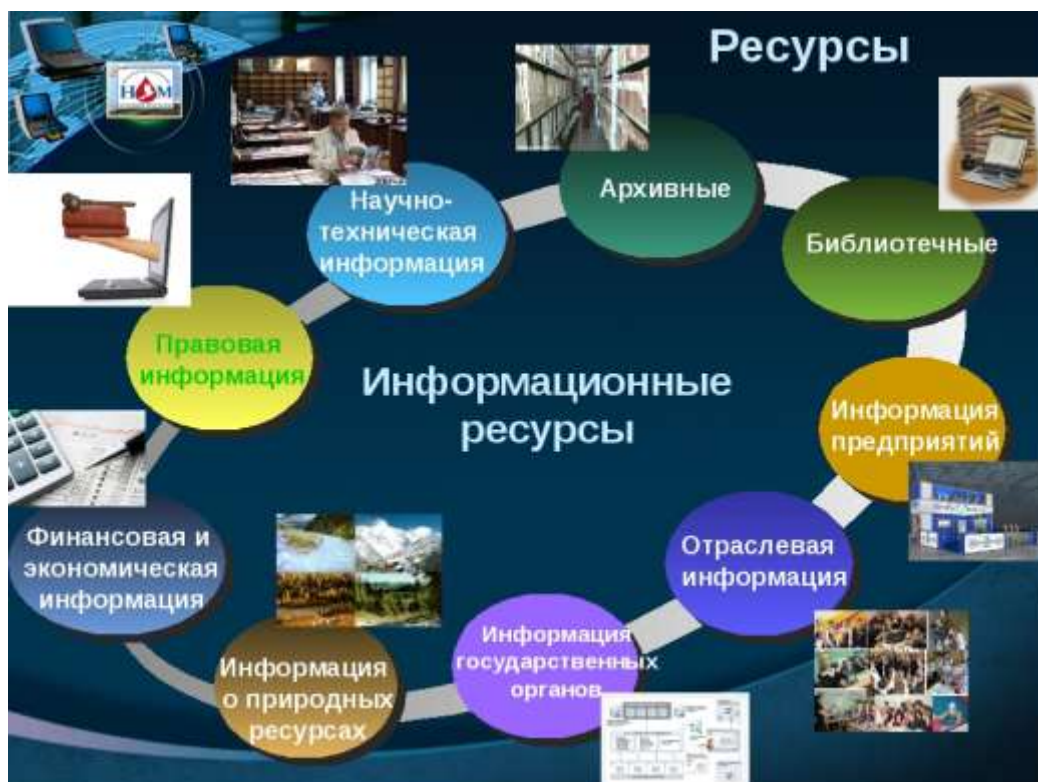 Ресурсы
Научно-
техническая
информация
Архивные
Библиотечные
Правовая
информация
Информационные
ресурсы
Информация
предприятий
Финансовая и
экономическая
информация
Отраслевая
информация
Информация
государственных
органов
Информация
о природных
ресурсах